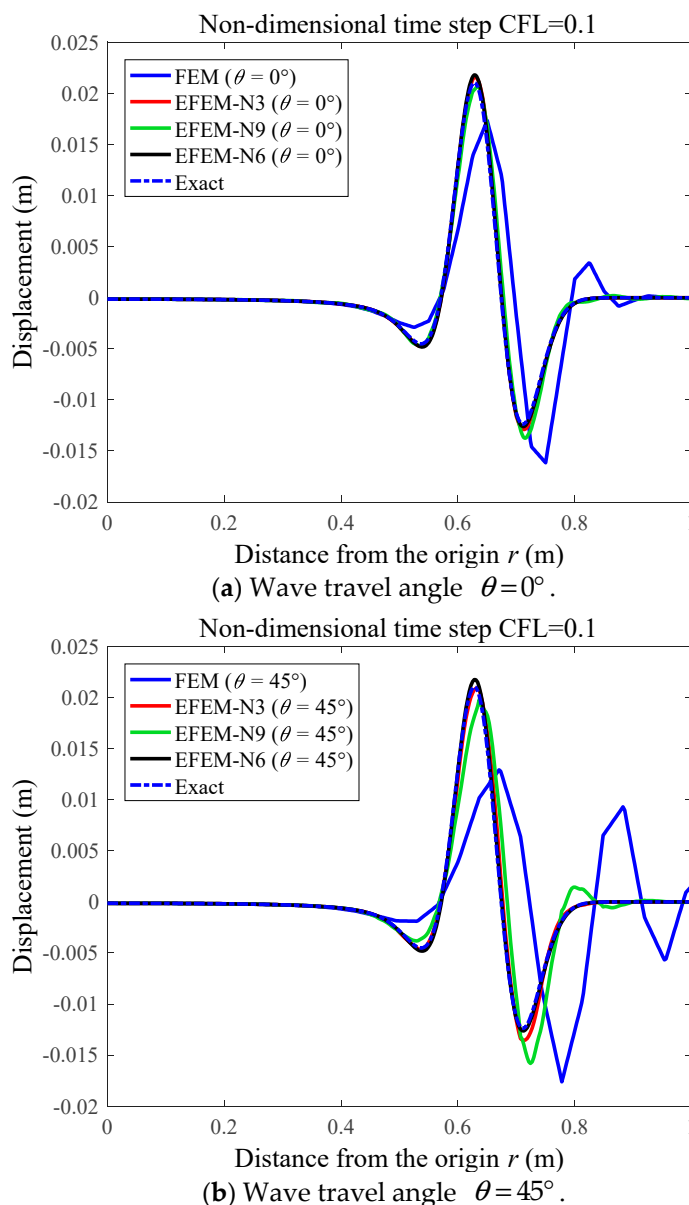 Non-dimensional time step CFL=0.1
0.025
0.02
0.015
0.01
0.005
0
-0.005
-0.01
-0.015
-0.02
Displacement (m)
FEM (θ = 0°)
EFEM-N3 (θ = 0°)
EFEM-N9 (θ = 0°)
EFEM-N6 (θ = 0°)
Exact
0 0.2 0.4 0.6 0.8 1
Distance from the origin r (m)
(a) Wave travel angle θ=0°.
Non-dimensional time step CFL=0.1
0.025
0.02
0.015
0.01
0.005
0
-0.005
-0.01
-0.015
-0.02
Displacement (m)
FEM (θ = 45°)
EFEM-N3 (θ = 45°)
EFEM-N9 (θ = 45°)
EFEM-N6 (θ = 45°)
Exact
0 0.2 0.4 0.6 0.8 1
Distance from the origin r (m)
(b) Wave travel angle θ=45°.